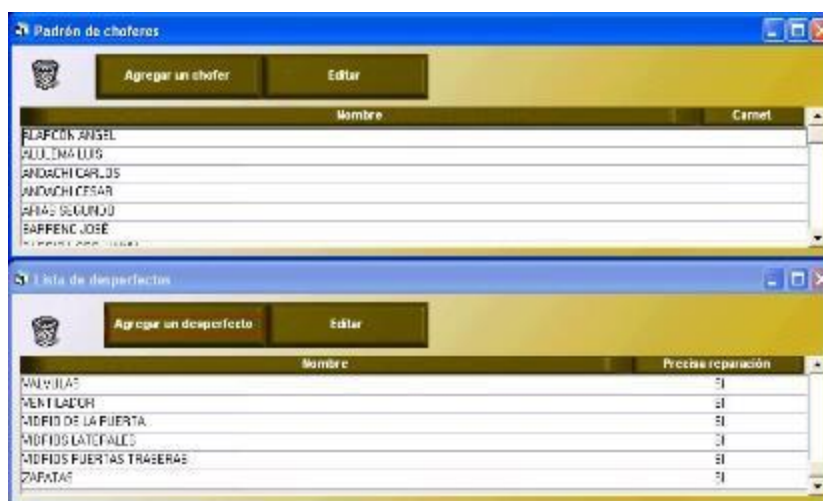 Padrón de choferes
Agregar un chofer Editar
Nombre Carnet
ALARCÓN ANGEL
ALULEMA LUIS
ANDACHI CARLOS
ANDACHI CESAR
ARIAS SEGUNDO
BARRENO JOSÉ
Lista de desperfectos
Agregar un desperfecto Editar
Nombre Precisa reparación
VALVULAS SI
VENTILADOR SI
VIDRIO DE LA PUERTA SI
VIDRIOS LATERALES SI
VIDRIOS PUERTAS TRASERAS SI
ZAPATAS SI